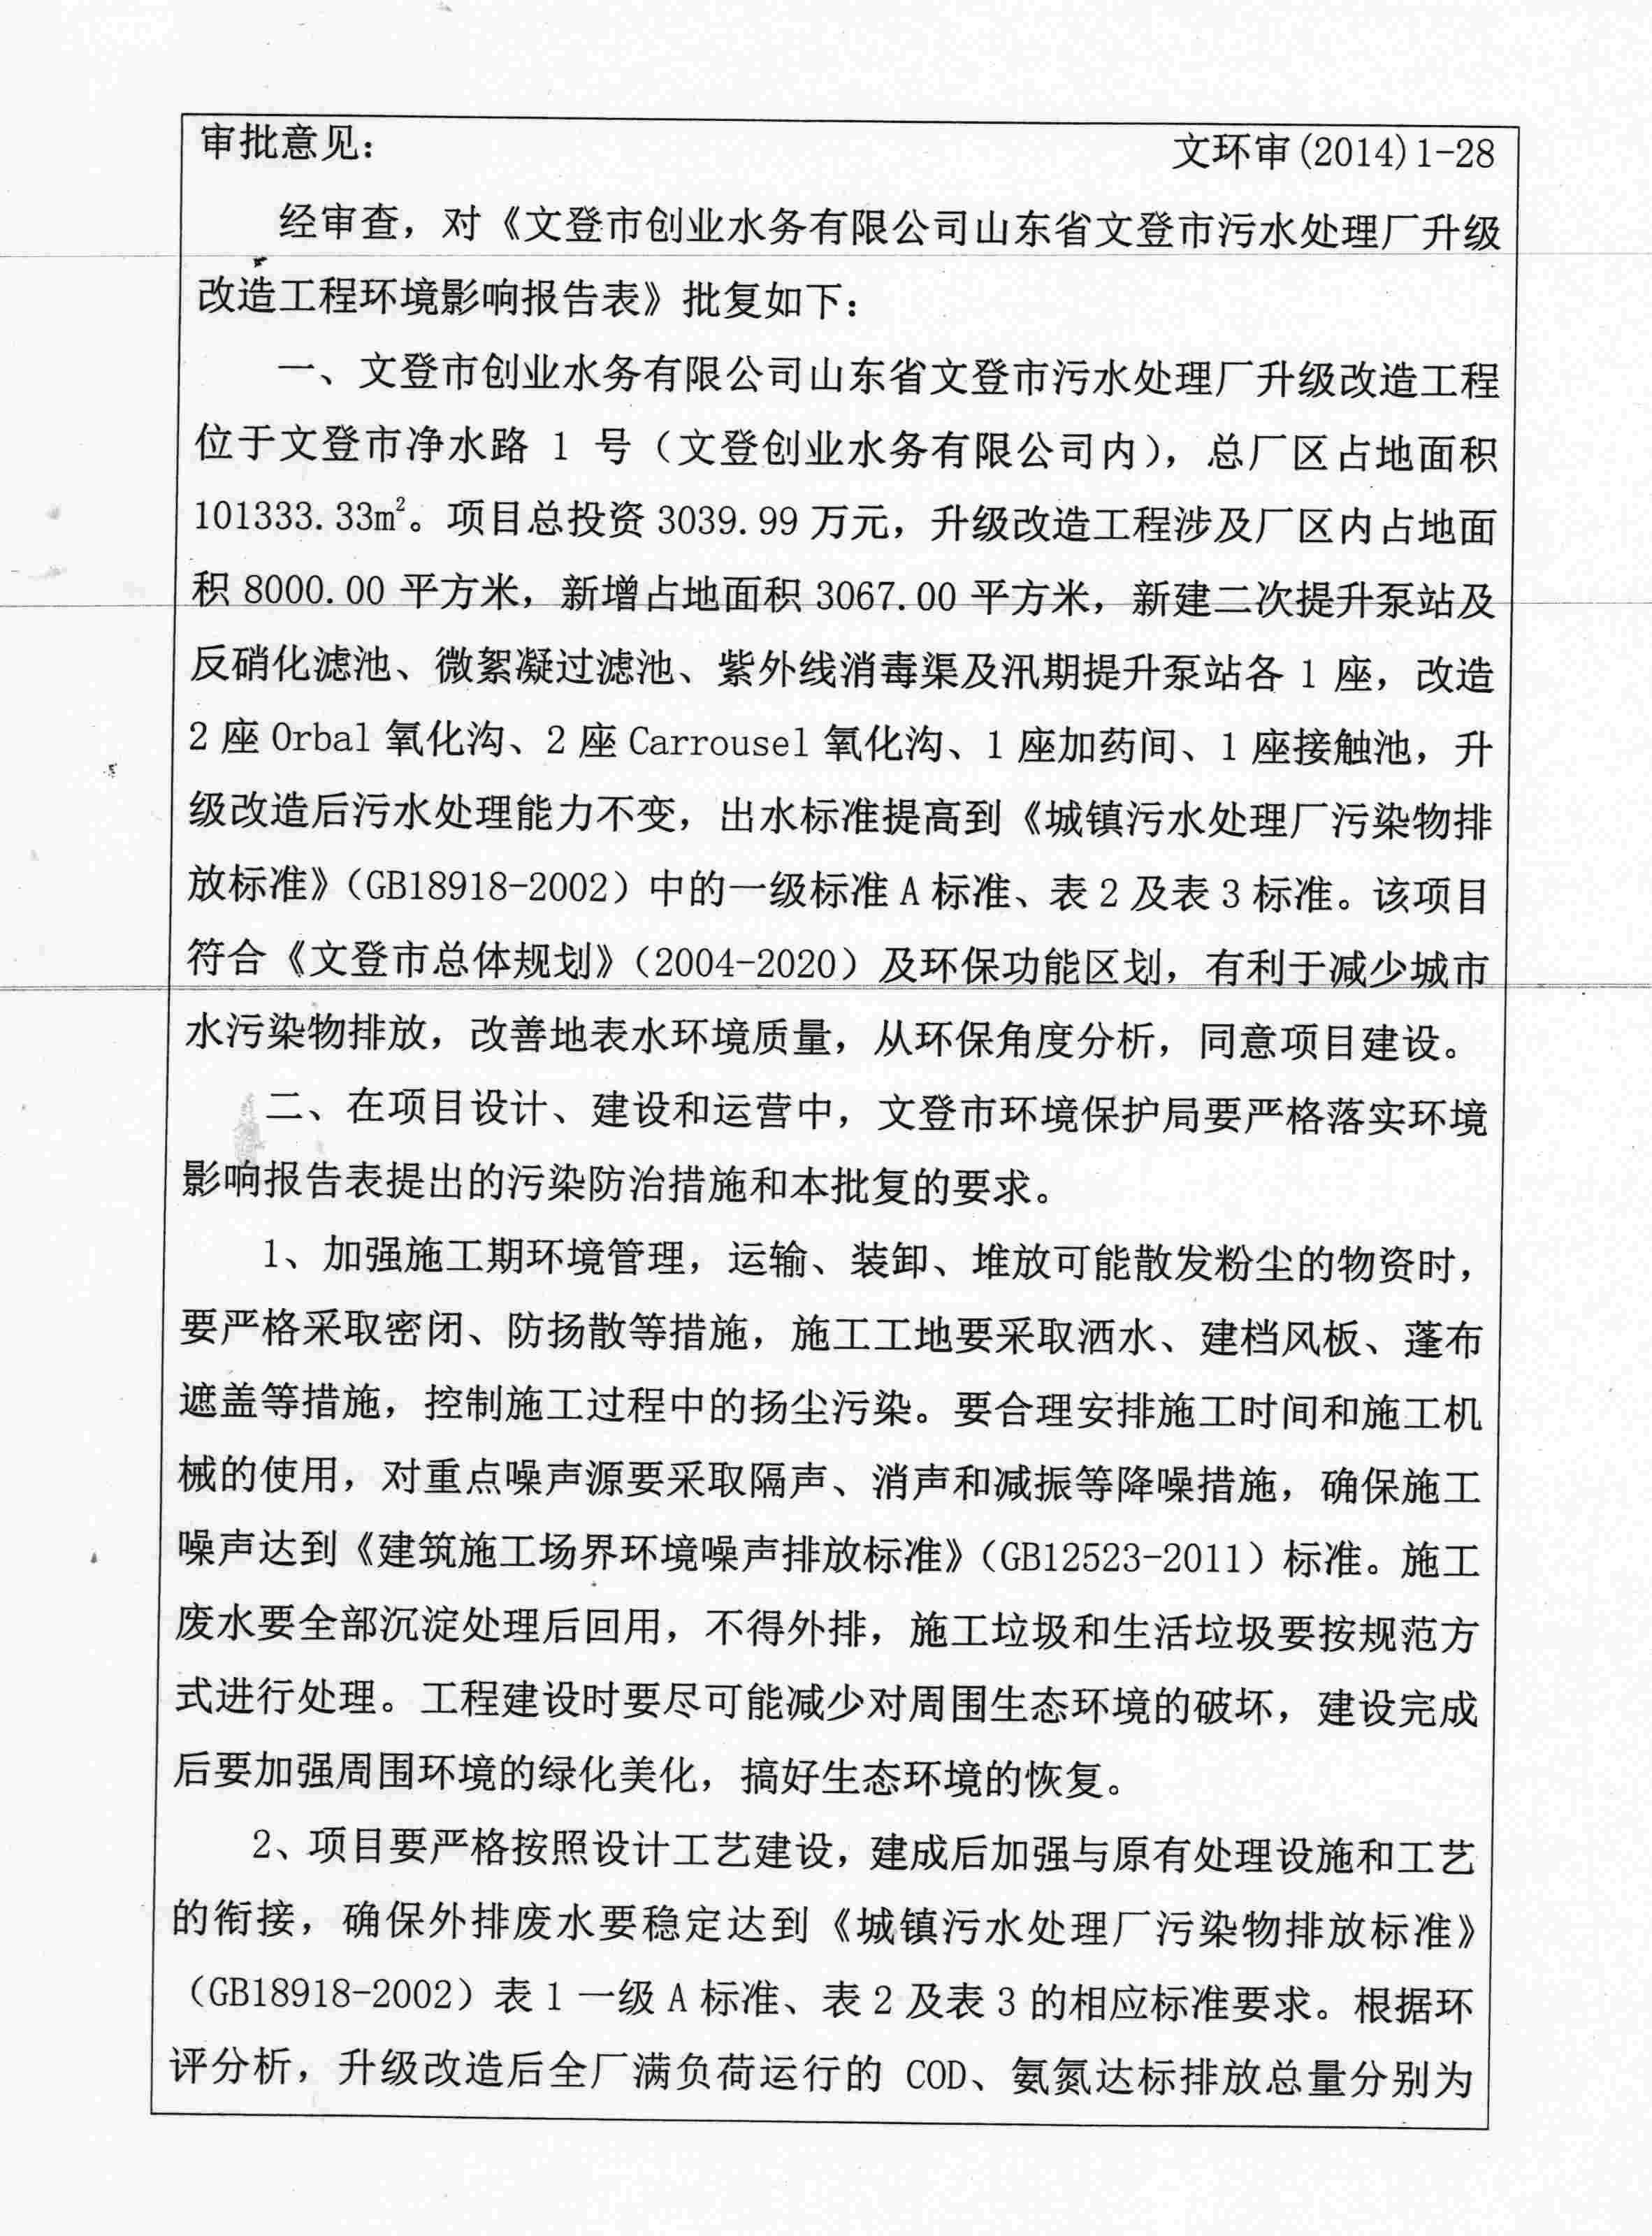 审批意见： 文环审(2014)1-28
经审查，对《文登市创业水务有限公司山东省文登市污水处理厂升级
改造工程环境影响报告表》批复如下：
一、文登市创业水务有限公司山东省文登市污水处理厂升级改造工程
位于文登市净水路 1 号（文登创业水务有限公司内），总厂区占地面积
101333.33m²。项目总投资 3039.99 万元，升级改造工程涉及厂区内占地面
积 8000.00 平方米，新增占地面积 3067.00 平方米，新建二次提升泵站及
反硝化滤池、微絮凝过滤池、紫外线消毒渠及汛期提升泵站各 1 座，改造
2 座 Orbal 氧化沟、2 座 Carrousel 氧化沟、1 座加药间、1 座接触池，升
级改造后污水处理能力不变，出水标准提高到《城镇污水处理厂污染物排
放标准》（GB18918-2002）中的一级标准 A 标准、表 2 及表 3 标准。该项目
符合《文登市总体规划》（2004-2020）及环保功能区划，有利于减少城市
水污染物排放，改善地表水环境质量，从环保角度分析，同意项目建设。
二、在项目设计、建设和运营中，文登市环境保护局要严格落实环境
影响报告表提出的污染防治措施和本批复的要求。
1、加强施工期环境管理，运输、装卸、堆放可能散发粉尘的物资时，
要严格采取密闭、防扬散等措施，施工工地要采取洒水、建档风板、蓬布
遮盖等措施，控制施工过程中的扬尘污染。要合理安排施工时间和施工机
械的使用，对重点噪声源要采取隔声、消声和减振等降噪措施，确保施工
噪声达到《建筑施工场界环境噪声排放标准》（GB12523-2011）标准。施工
废水要全部沉淀处理后回用，不得外排，施工垃圾和生活垃圾要按规范方
式进行处理。工程建设时要尽可能减少对周围生态环境的破坏，建设完成
后要加强周围环境的绿化美化，搞好生态环境的恢复。
2、项目要严格按照设计工艺建设，建成后加强与原有处理设施和工艺
的衔接，确保外排废水要稳定达到《城镇污水处理厂污染物排放标准》
（GB18918-2002）表 1 一级 A 标准、表 2 及表 3 的相应标准要求。根据环
评分析，升级改造后全厂满负荷运行的 COD、氨氮达标排放总量分别为